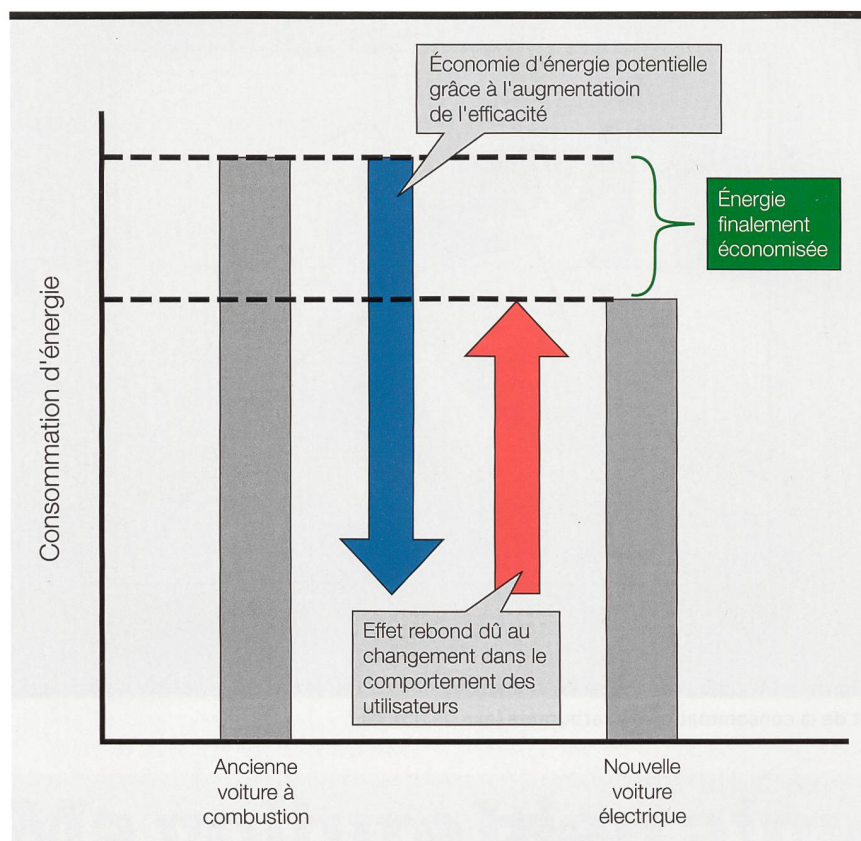 Économie d'énergie potentielle
grâce à l'augmentatioin
de l'efficacité
Énergie
finalement
économisée
Consommation d'énergie
Effet rebond dû au
changement dans le
comportement des
utilisateurs
Ancienne
voiture à
combustion
Nouvelle
voiture
électrique